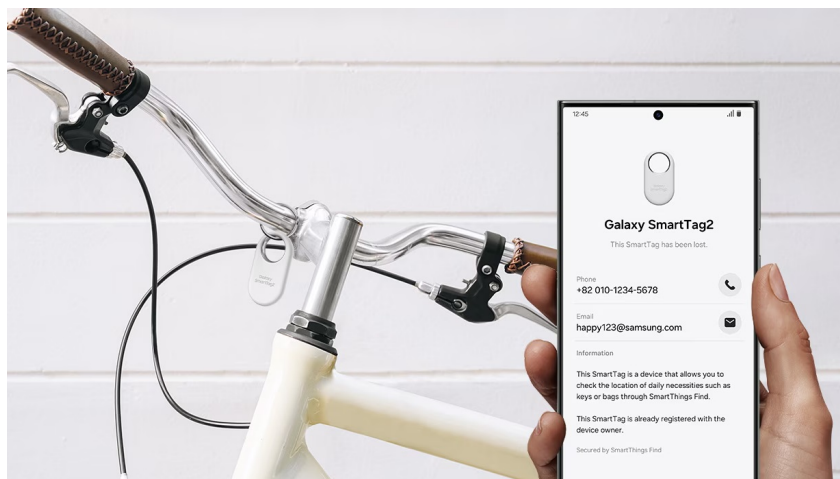 12:45
Galaxy SmartTag2
This SmartTag has been lost.
Phone
+82 010-1234-5678
Email
happy123@samsung.com
Information
This SmartTag is a device that allows you to
check the location of daily necessities such as
keys or bags through SmartThings Find.
This SmartTag is already registered with the
device owner.
Secured by SmartThings Find
Galaxy
SmartTag2